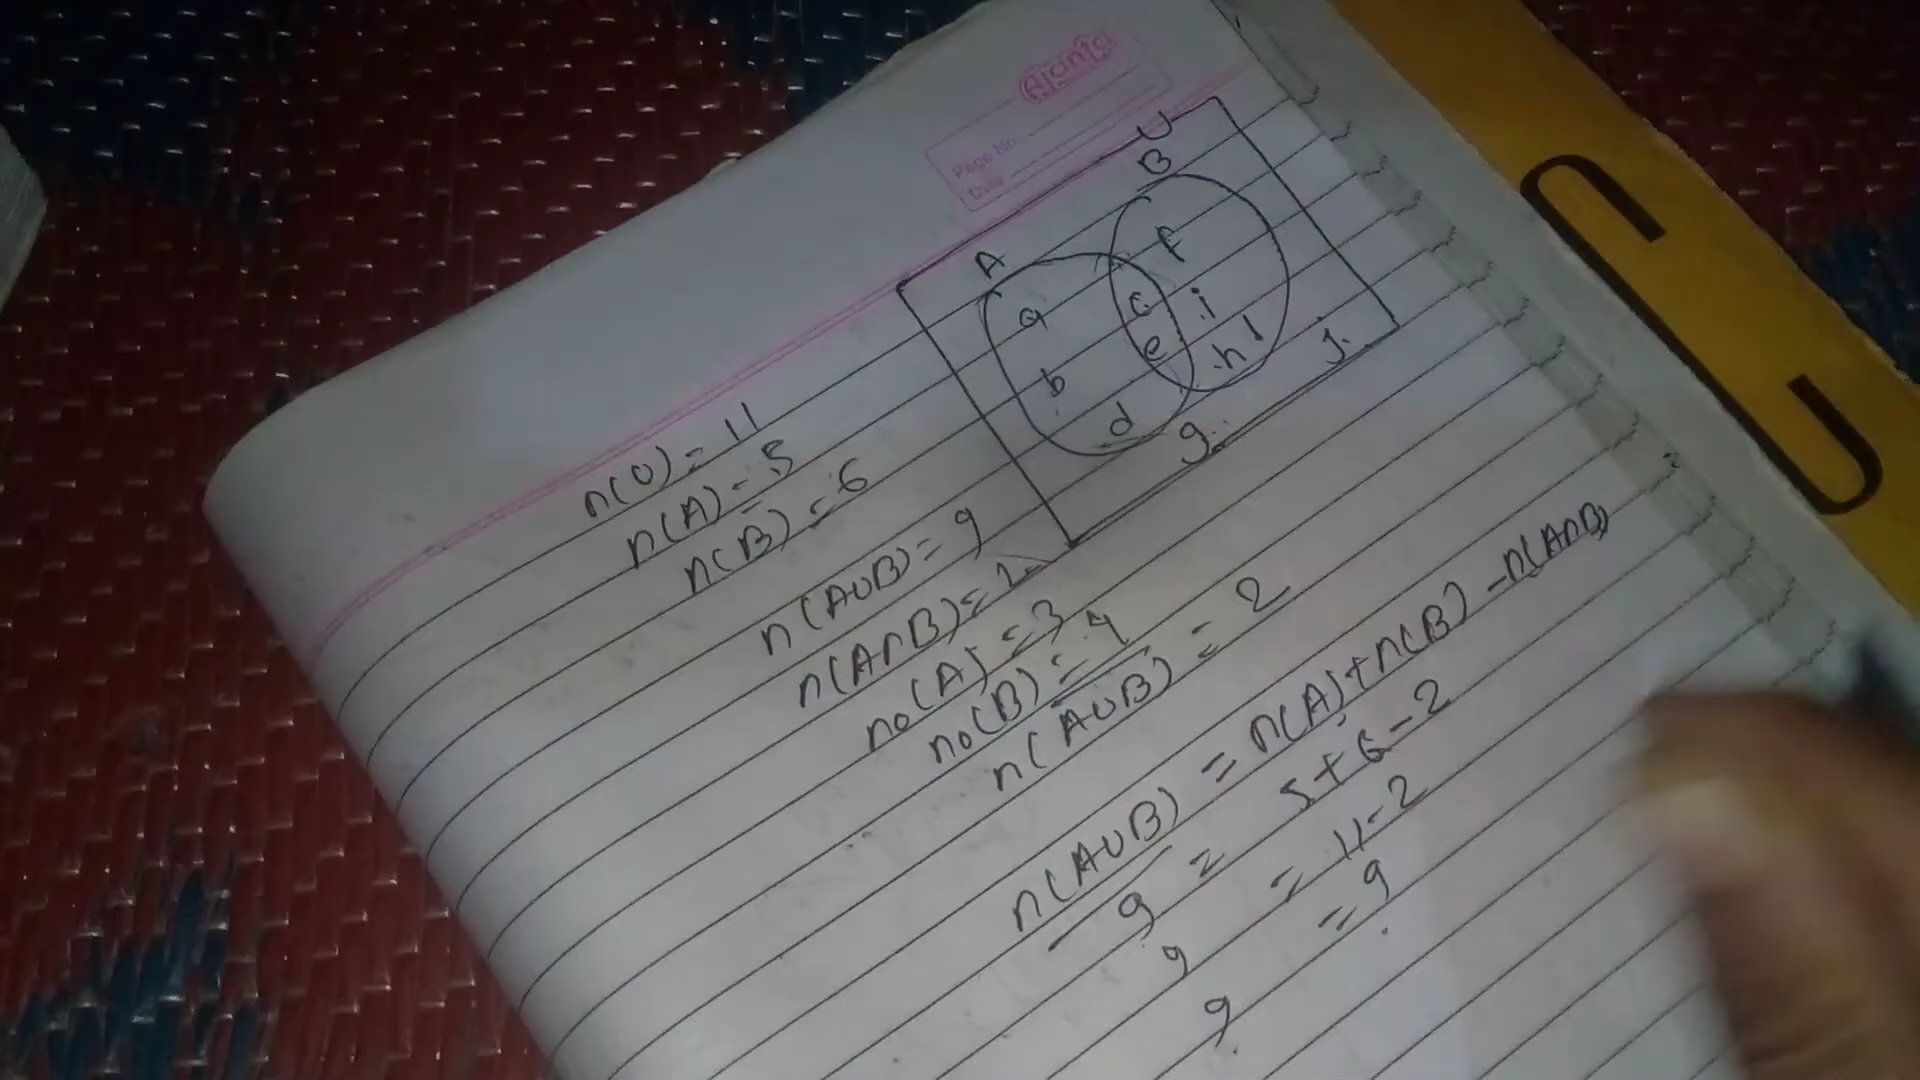 Ajanta
Page No
Date
U
A
B
a
b
d
c
e
f
i
h
l
g
j
n(U) = 11
n(A) = 5
n(B) = 6
n(A∪B) = 9
n(A∩B) = 2
no(A) = 3
no(B) = 4
n(A∪B) = 2
n(A∪B) = n(A) + n(B) - n(A∩B)
9 = 5 + 6 - 2
9 = 11 - 2
9 = 9